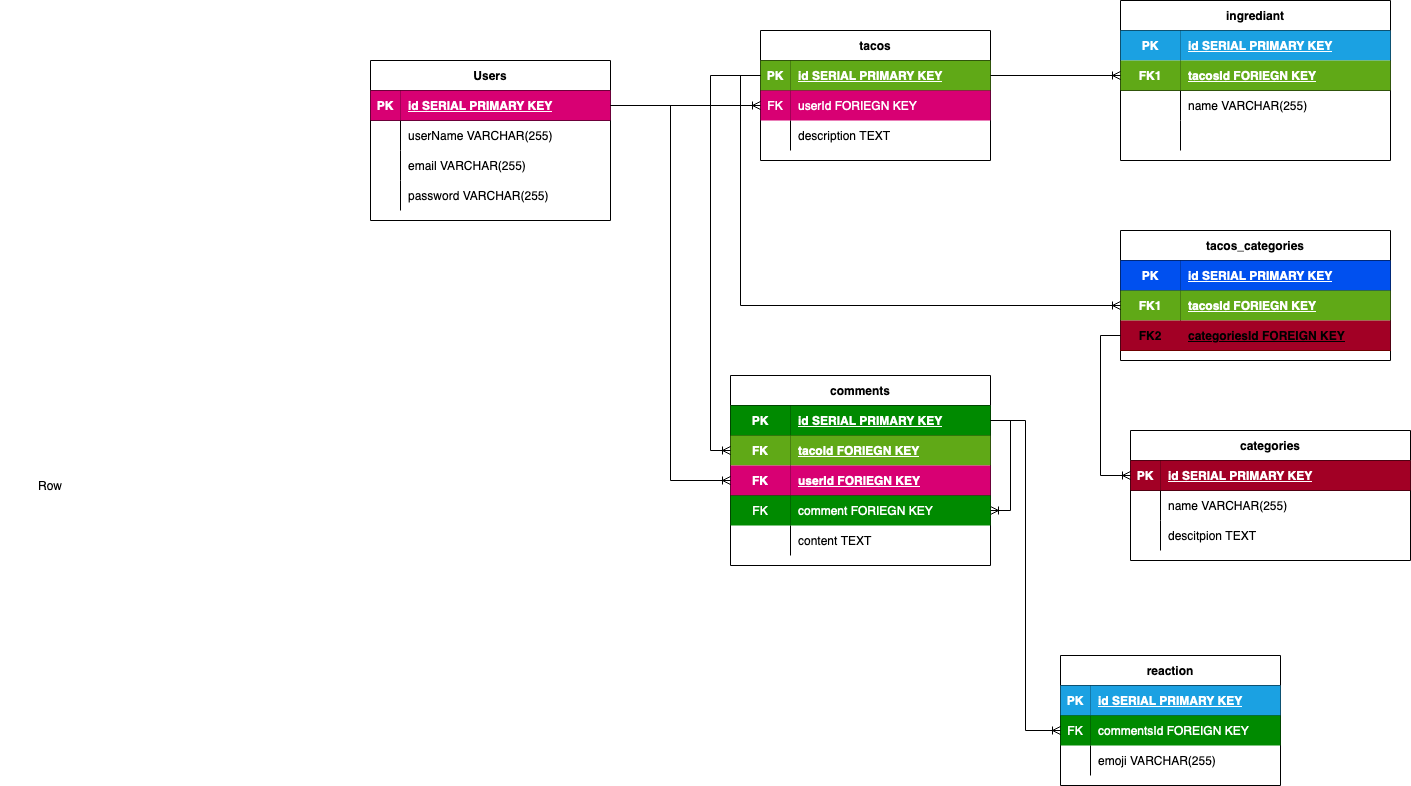 Users
PK id SERIAL PRIMARY KEY
userName VARCHAR(255)
email VARCHAR(255)
password VARCHAR(255)
tacos
PK id SERIAL PRIMARY KEY
FK userId FORIEGN KEY
description TEXT
ingrediant
PK id SERIAL PRIMARY KEY
FK1 tacosId FORIEGN KEY
name VARCHAR(255)
tacos_categories
PK id SERIAL PRIMARY KEY
FK1 tacosId FORIEGN KEY
FK2 categoriesId FOREIGN KEY
comments
PK id SERIAL PRIMARY KEY
FK tacoId FORIEGN KEY
FK userId FORIEGN KEY
FK comment FORIEGN KEY
content TEXT
categories
PK id SERIAL PRIMARY KEY
name VARCHAR(255)
descitpion TEXT
Row
reaction
PK id SERIAL PRIMARY KEY
FK commentsId FOREIGN KEY
emoji VARCHAR(255)